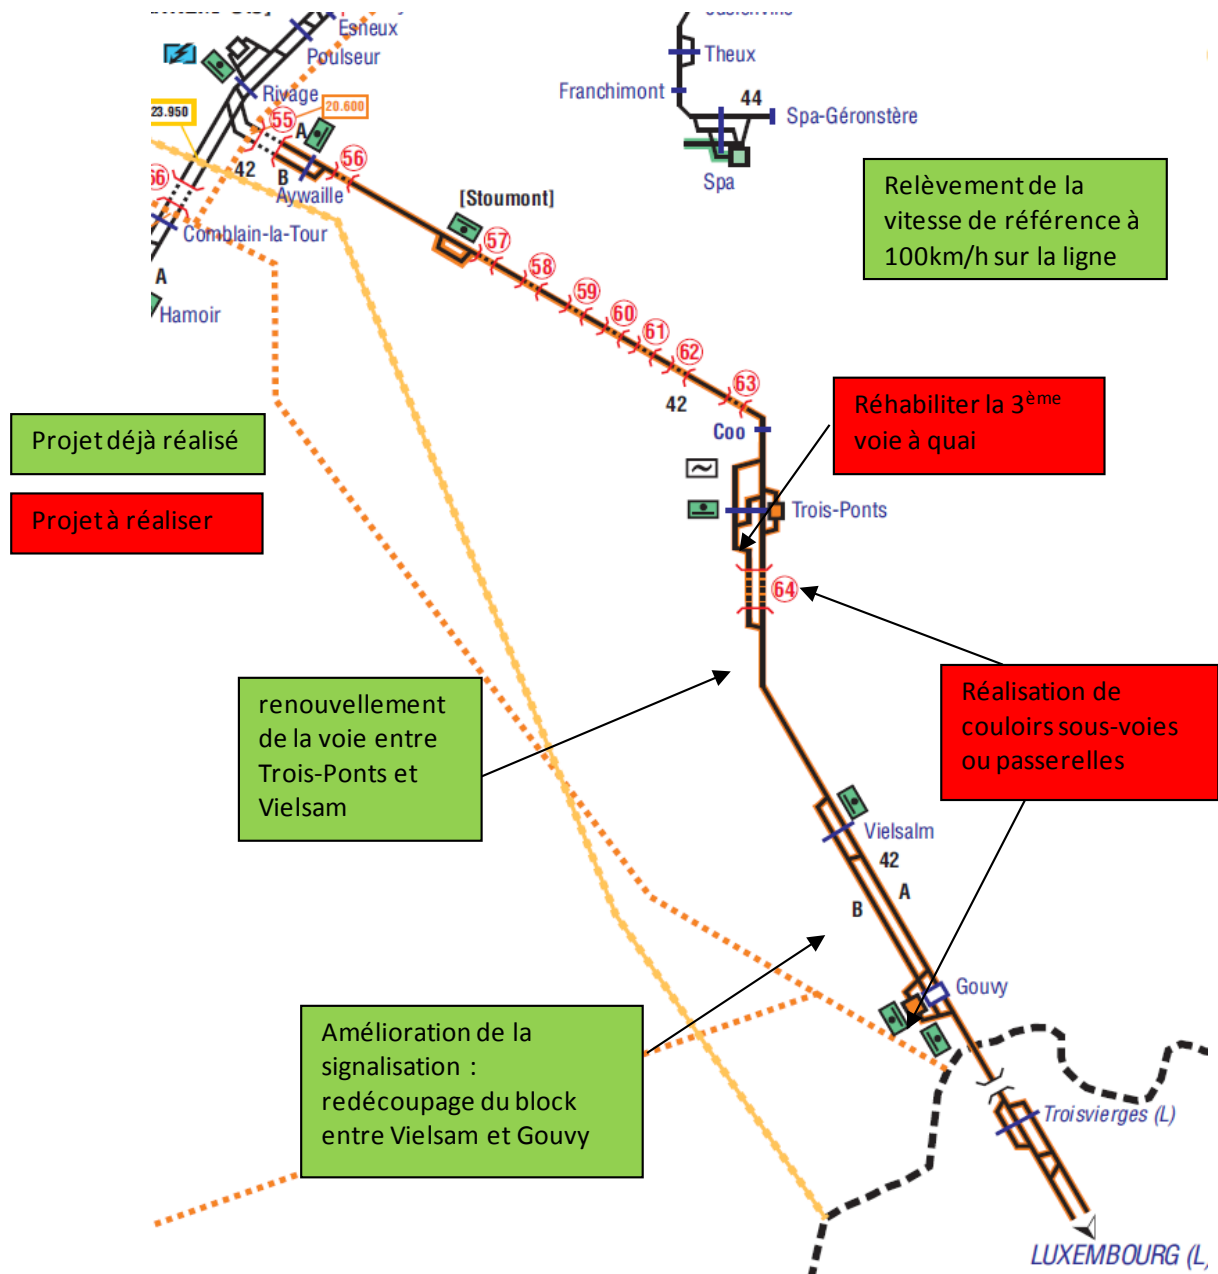 Esneux
Poulseur
Rivage
23.950
20.600
55
A
42
B
Aywaille
56
Comblain-la-Tour
A
Hamoir
Theux
Franchimont
44
Spa-Géronstère
Spa
Relèvement de la
vitesse de référence à
100km/h sur la ligne
[Stoumont]
57
58
59
60
61
62
63
42
Coo
Réhabiliter la 3ème
voie à quai
Projet déjà réalisé
Projet à réaliser
Trois-Ponts
64
renouvellement
de la voie entre
Trois-Ponts et
Vielsam
Réalisation de
couloirs sous-voies
ou passerelles
Vielsalm
42
A
B
Gouvy
Amélioration de la
signalisation :
redécoupage du block
entre Vielsam et Gouvy
Troisvierges (L)
LUXEMBOURG (L)